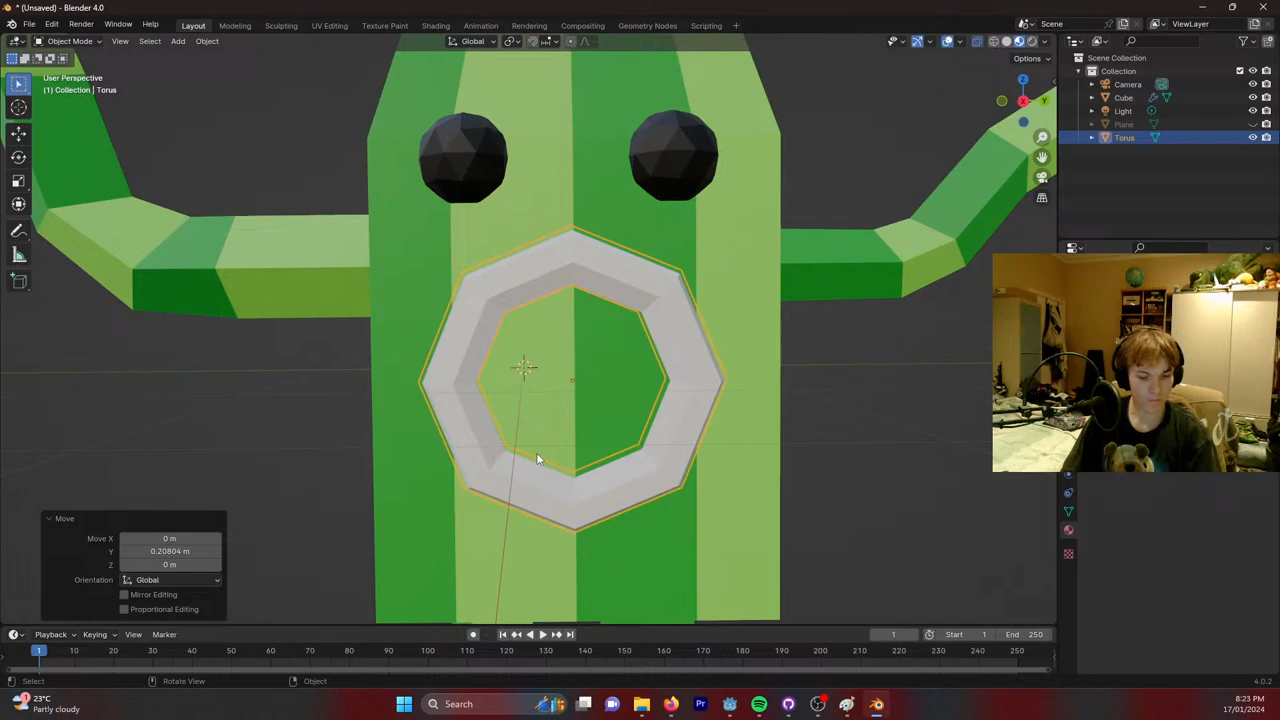 * (Unsaved) - Blender 4.0
File Edit Render Window Help Layout Modeling Sculpting UV Editing Texture Paint Shading Animation Rendering Compositing Geometry Nodes Scripting + Scene ViewLayer
Object Mode View Select Add Object Global
Options
User Perspective
(1) Collection | Torus
Y
Z
Scene Collection
Collection
Camera
Cube
Light
Plane
Torus
Move
Move X 0 m
Y 0.20804 m
Z 0 m
Orientation Global
Mirror Editing
Proportional Editing
Playback Keying View Marker 1 Start 1 End 250
1 10 20 30 40 50 60 70 80 90 100 110 120 130 140 150 160 170 180 190 200 210 220 230 240 250
Select Rotate View Object 4.0.2
23°C
Partly cloudy
Search
Pr
8:23 PM
17/01/2024